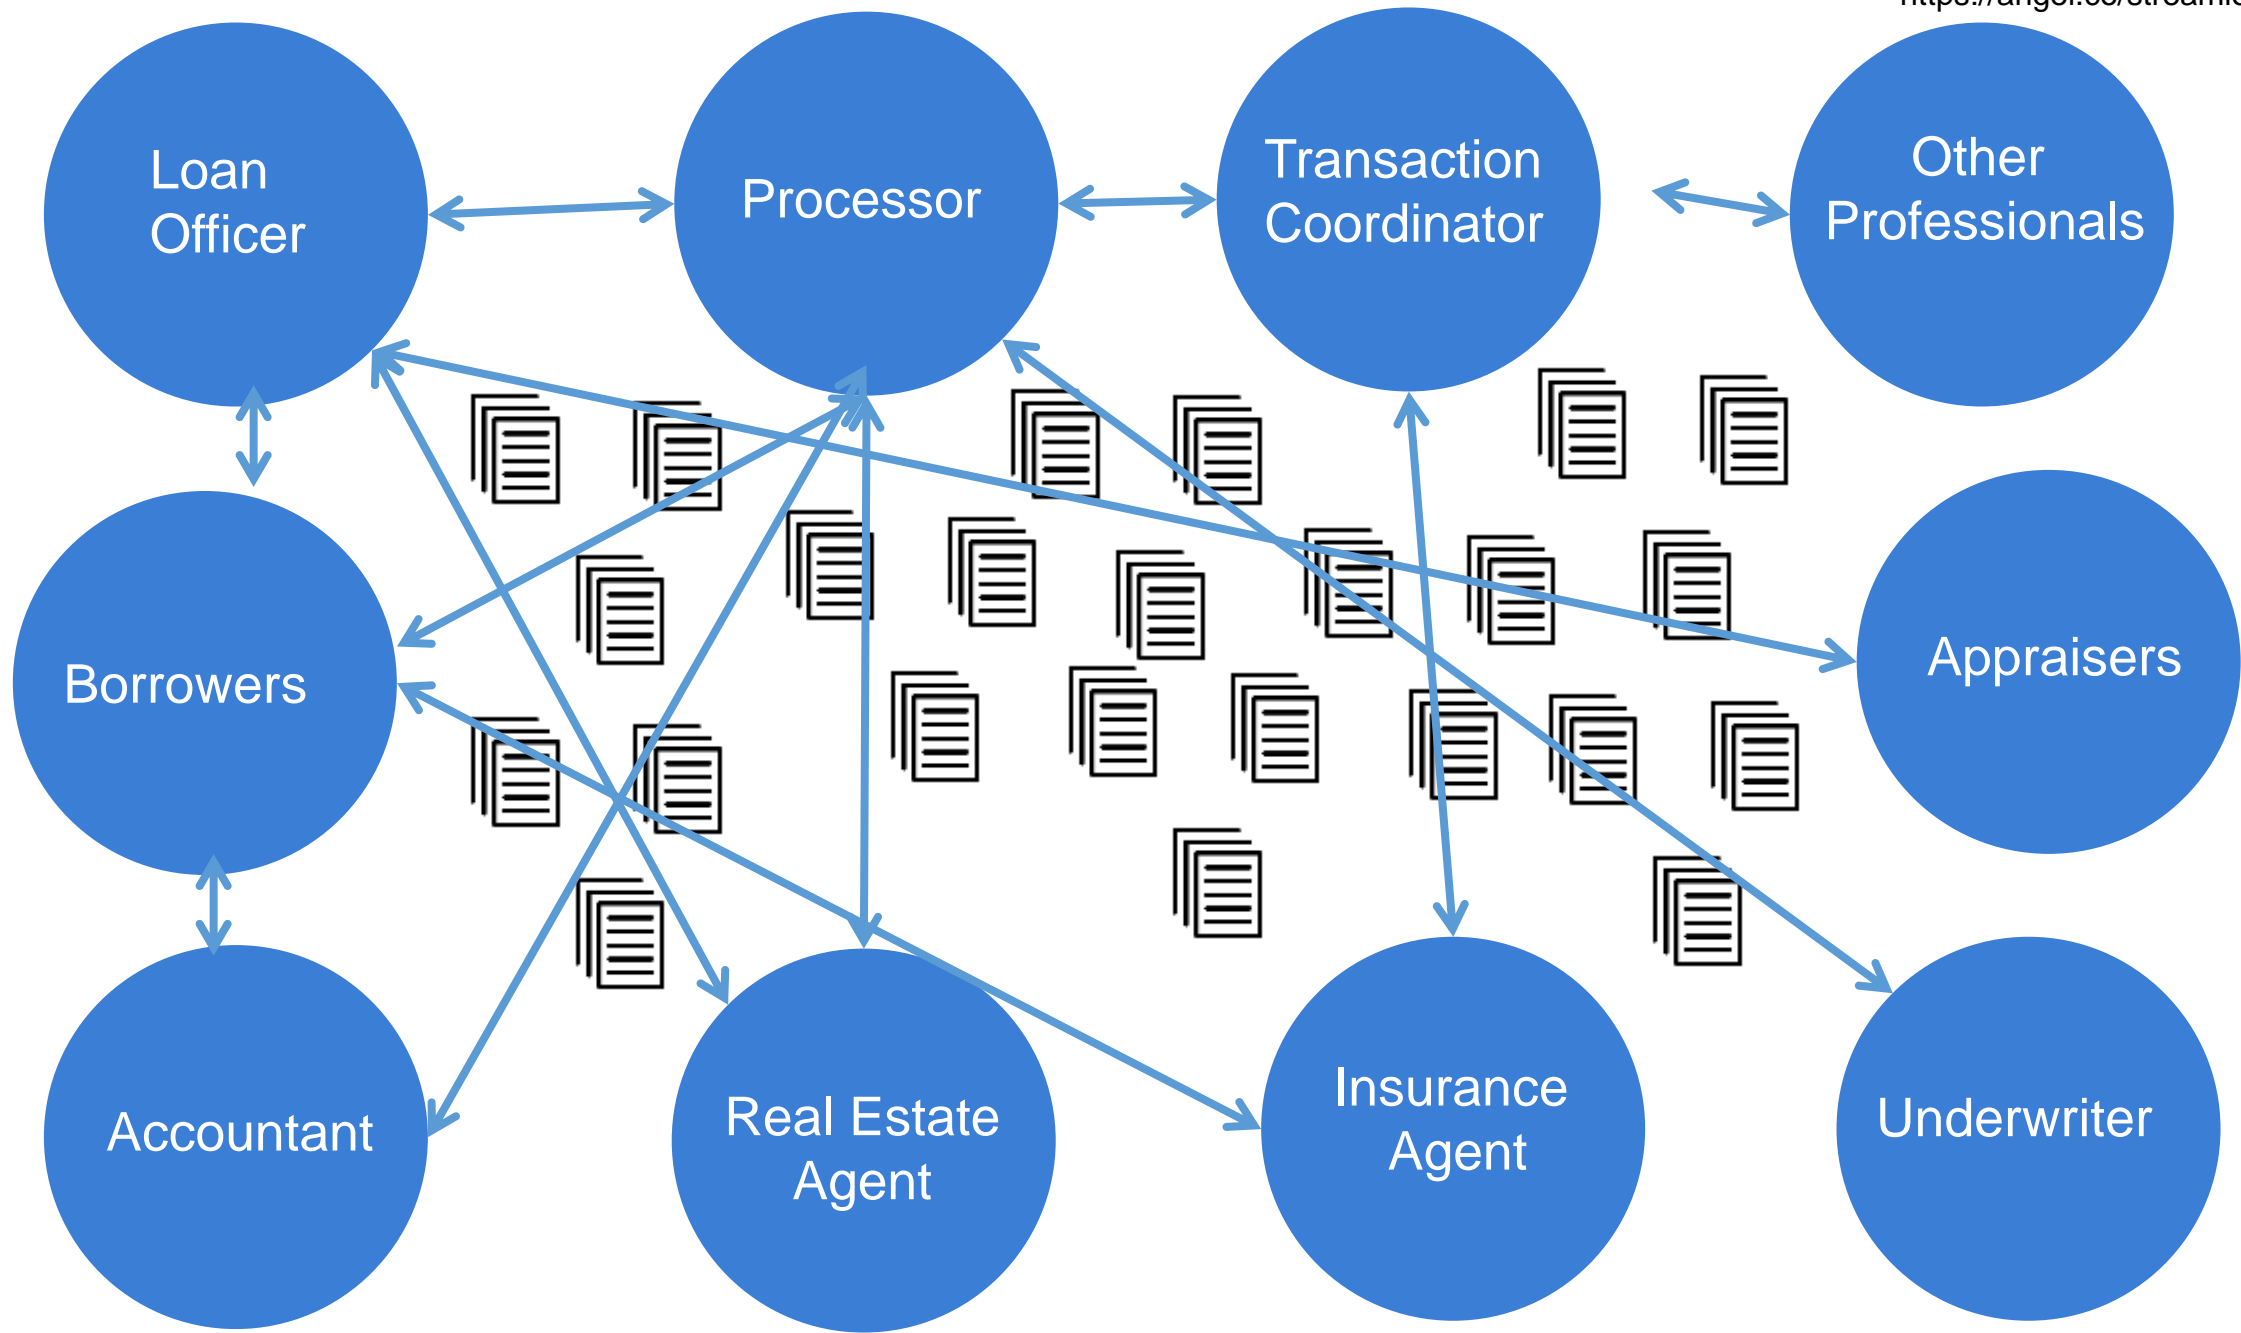 Loan
Officer
Processor
Transaction
Coordinator
Other
Professionals
Borrowers
Appraisers
Accountant
Real Estate
Agent
Insurance
Agent
Underwriter